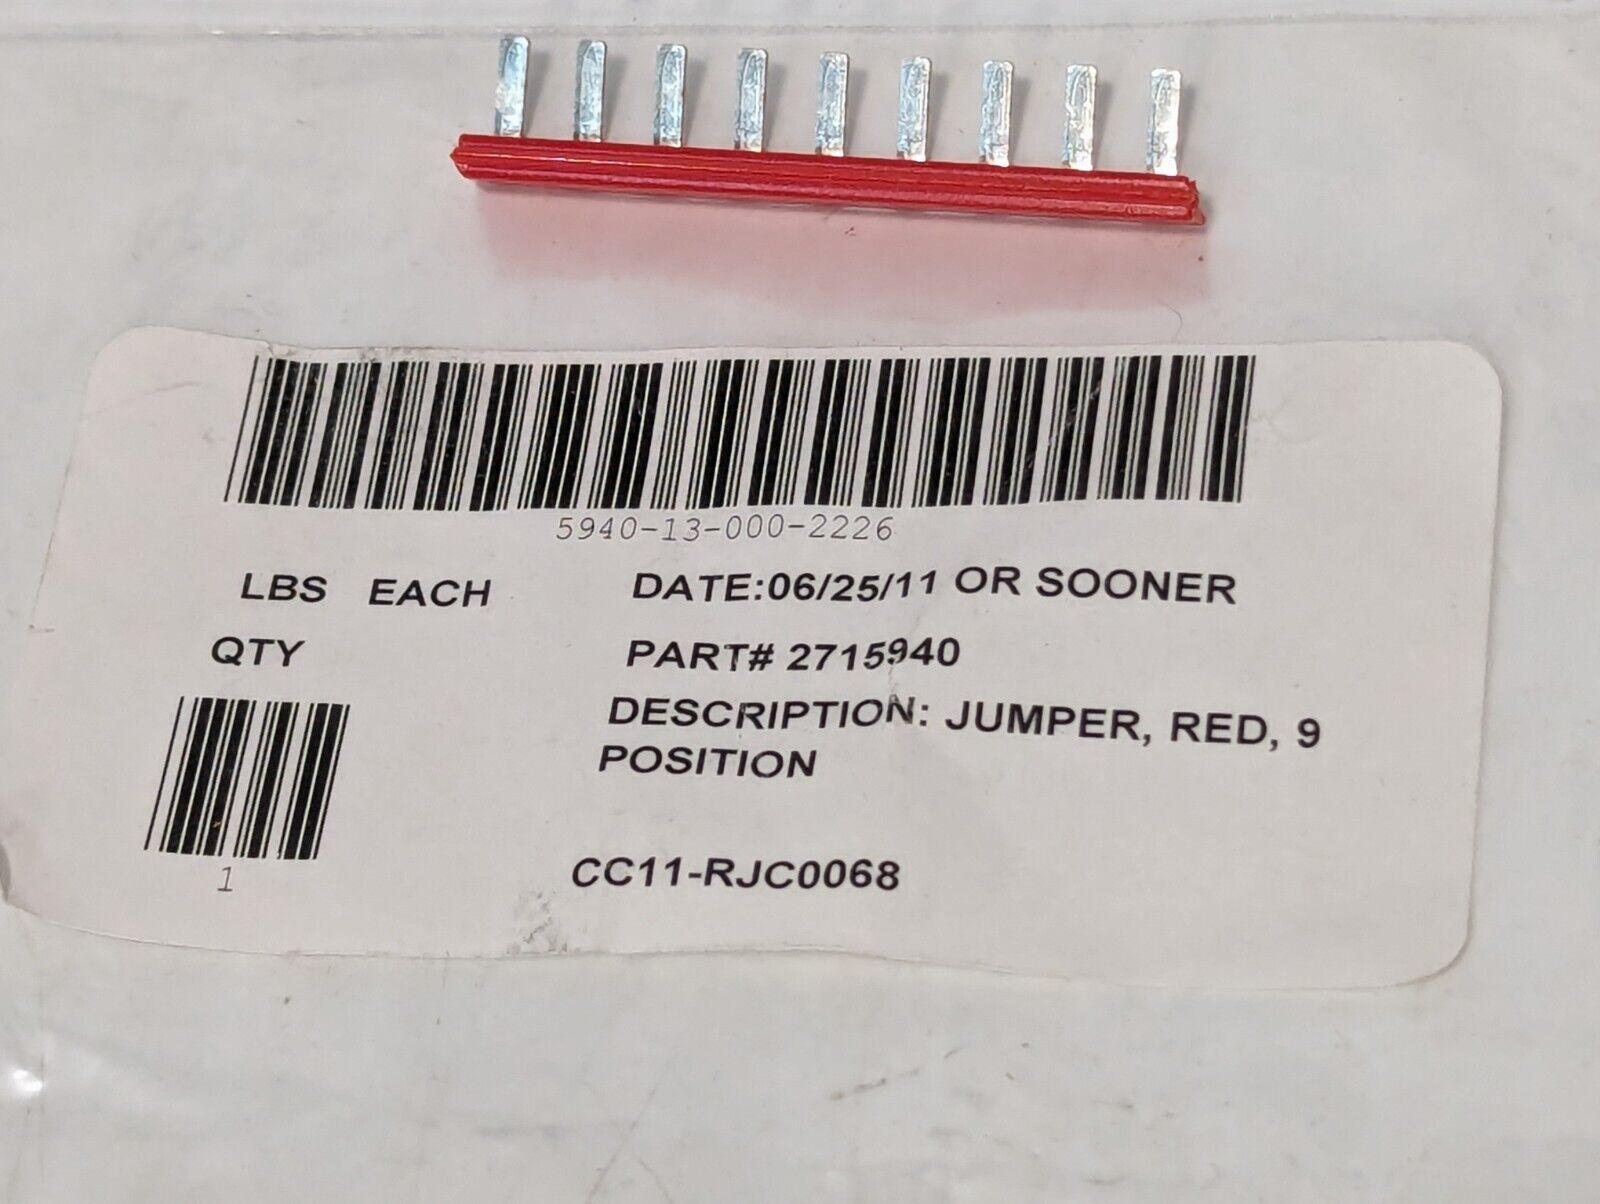 5940-13-000-2226
LBS EACH
DATE:06/25/11 OR SOONER
QTY
PART# 2715940
DESCRIPTION: JUMPER, RED, 9
POSITION
1
CC11-RJC0068